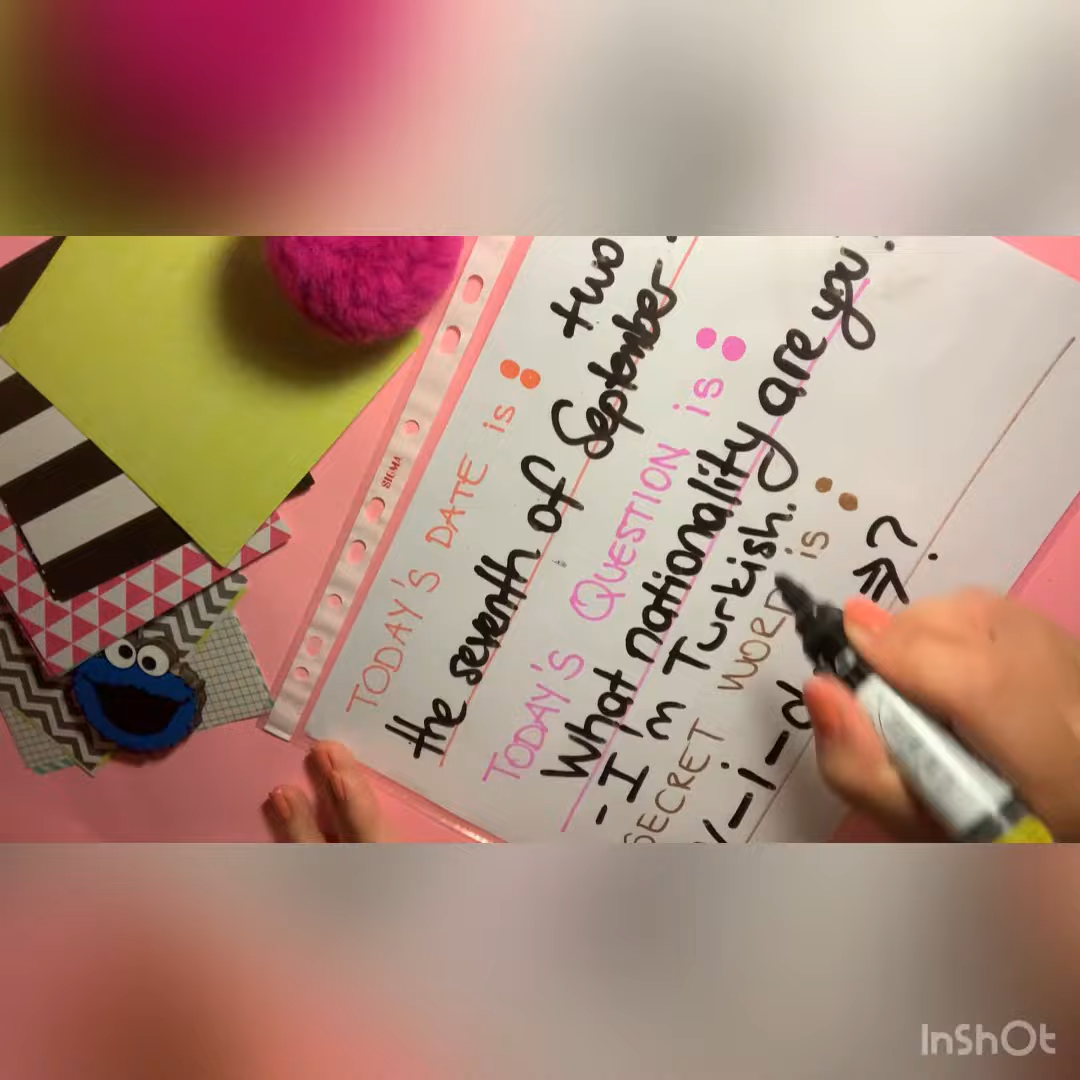 TODAY'S DATE is :
the seventh of September two
TODAY'S QUESTION is :
What nationality are you?
- I'm Turkish.
SECRET WORD is :
SIGMA
InShOt